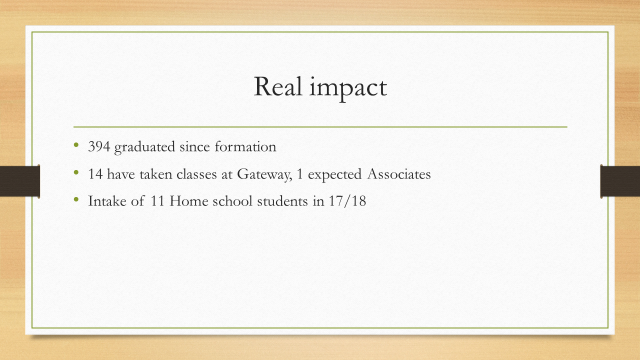 Real impact
• 394 graduated since formation
• 14 have taken classes at Gateway, 1 expected Associates
• Intake of 11 Home school students in 17/18